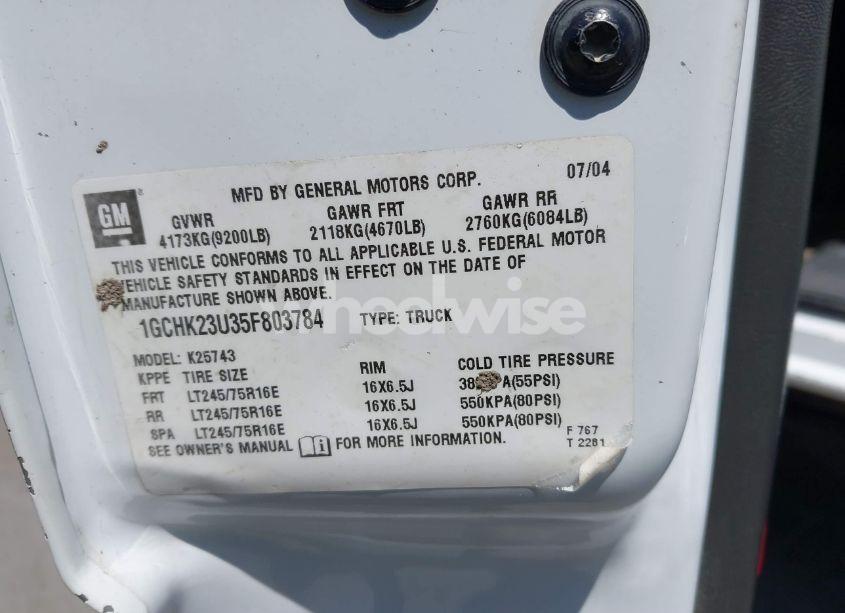 GM
MFD BY GENERAL MOTORS CORP. 07/04
GVWR GAWR FRT GAWR RR
4173KG(9200LB) 2118KG(4670LB) 2760KG(6084LB)
THIS VEHICLE CONFORMS TO ALL APPLICABLE U.S. FEDERAL MOTOR
VEHICLE SAFETY STANDARDS IN EFFECT ON THE DATE OF
MANUFACTURE SHOWN ABOVE.
1GCHK23U35F803784 TYPE: TRUCK
MODEL: K25743
KPPE TIRE SIZE RIM COLD TIRE PRESSURE
FRT LT245/75R16E 16X6.5J (55PSI)
RR LT245/75R16E 16X6.5J 550KPA(80PSI)
SPA LT245/75R16E 16X6.5J 550KPA(80PSI)
SEE OWNER'S MANUAL FOR MORE INFORMATION.
F 767
T 2281
wheelwise